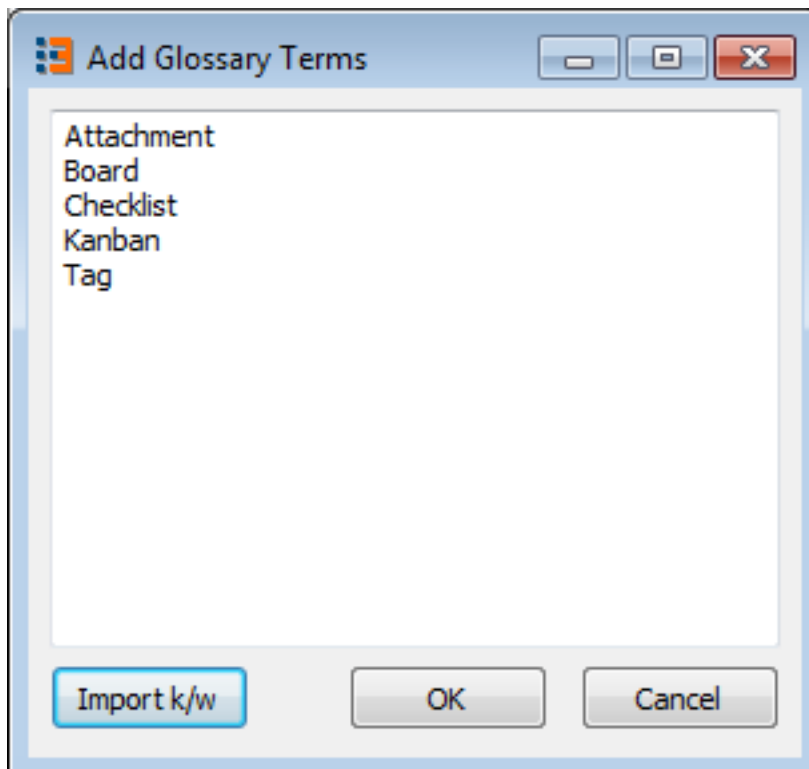 Add Glossary Terms
Attachment
Board
Checklist
Kanban
Tag
Import k/w
OK
Cancel